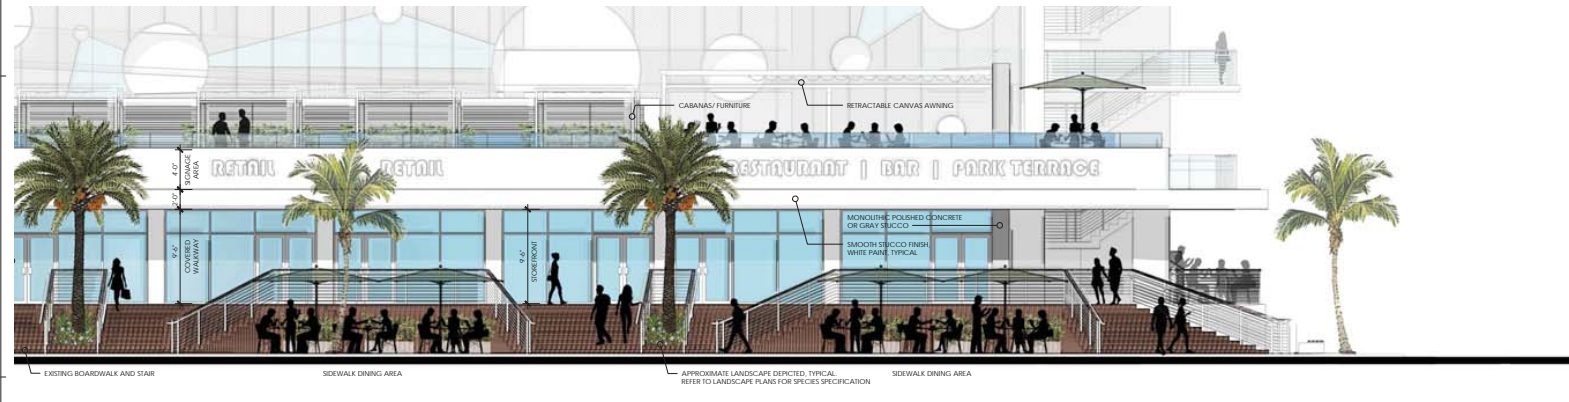 CABANAS/ FURNITURE
RETRACTABLE CANVAS AWNING
4'-0"
SIGNAGE
AREA
RETAIL
RETAIL
RESTAURANT | BAR | PARK TERRACE
2'-0"
9'-6"
COVERED
WALKWAY
9'-6"
STOREFRONT
MONOLITHIC POLISHED CONCRETE
OR GRAY STUCCO
SMOOTH STUCCO FINISH,
WHITE PAINT, TYPICAL
EXISTING BOARDWALK AND STAIR
SIDEWALK DINING AREA
APPROXIMATE LANDSCAPE DEPICTED, TYPICAL.
REFER TO LANDSCAPE PLANS FOR SPECIES SPECIFICATION
SIDEWALK DINING AREA